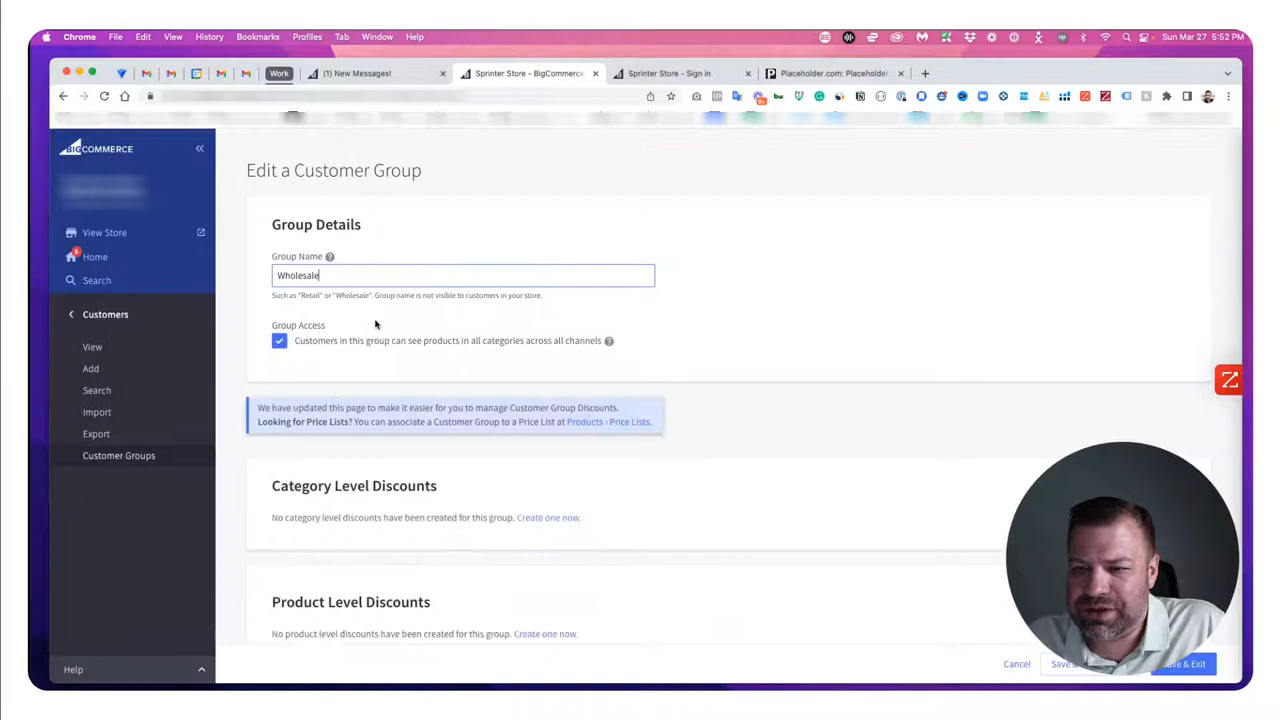 Chrome File Edit View History Bookmarks Profiles Tab Window Help
Sun Mar 27 5:52 PM
Work
(1) New Messages!
Sprinter Store - BigCommerce
Sprinter Store - Sign in
Placeholder.com: Placeholder
BIGCOMMERCE
View Store
5
Home
Search
Customers
View
Add
Search
Import
Export
Customer Groups
Help
Edit a Customer Group
Group Details
Group Name
Wholesale
Such as "Retail" or "Wholesale". Group name is not visible to customers in your store.
Group Access
Customers in this group can see products in all categories across all channels
We have updated this page to make it easier for you to manage Customer Group Discounts.
Looking for Price Lists? You can associate a Customer Group to a Price List at Products › Price Lists.
Category Level Discounts
No category level discounts have been created for this group. Create one now.
Product Level Discounts
No product level discounts have been created for this group. Create one now.
Cancel
& Exit